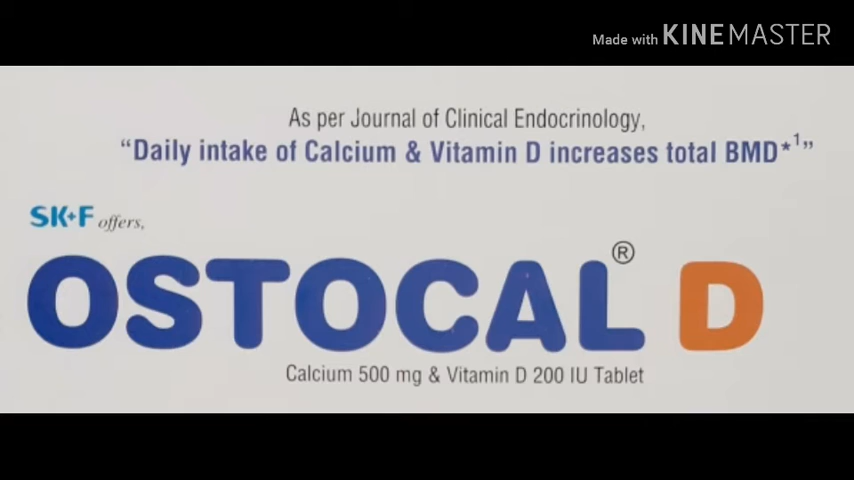 Made with KINEMASTER
As per Journal of Clinical Endocrinology,
“Daily intake of Calcium & Vitamin D increases total BMD*¹”
SK+F offers,
OSTOCAL® D
Calcium 500 mg & Vitamin D 200 IU Tablet